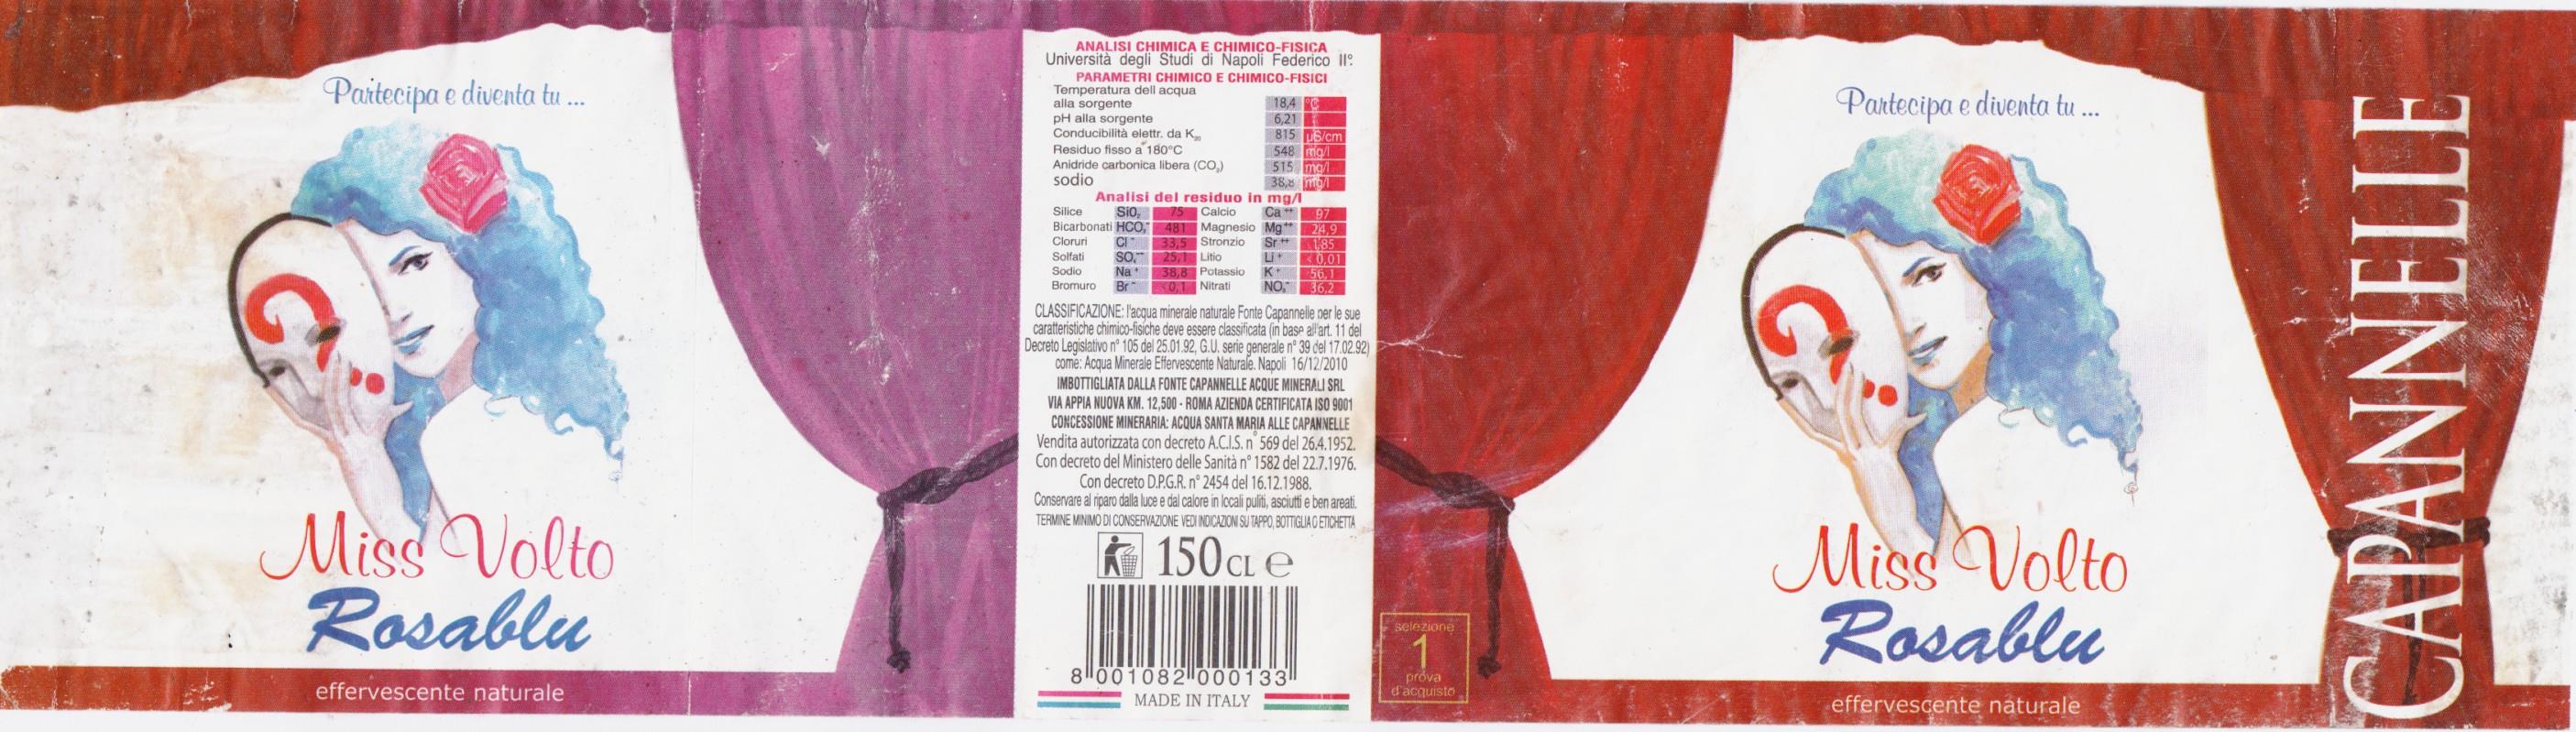 Partecipa e diventa tu ...
Miss Volto
Rosablu
effervescente naturale
ANALISI CHIMICA E CHIMICO-FISICA
Università degli Studi di Napoli Federico II°:
PARAMETRI CHIMICO E CHIMICO-FISICI
Temperatura dell acqua
alla sorgente 18,4 °C
pH alla sorgente 6,21
Conducibilità elettr. da K₂₀ 815 µS/cm
Residuo fisso a 180°C 548 mg/l
Anidride carbonica libera (CO₂) 515 mg/l
sodio 38,8 mg/l
Analisi del residuo in mg/l
Silice SiO₂ 75 Calcio Ca⁺⁺ 97
Bicarbonati HCO₃⁻ 481 Magnesio Mg⁺⁺ 24,9
Cloruri Cl⁻ 33,5 Stronzio Sr⁺⁺ 1,85
Solfati SO₄⁻⁻ 25,1 Litio Li⁺ <0,01
Sodio Na⁺ 38,8 Potassio K⁺ 56,1
Bromuro Br⁻ <0,1 Nitrati NO₃⁻ 36,2
CLASSIFICAZIONE: l'acqua minerale naturale Fonte Capannelle per le sue
caratteristiche chimico-fisiche deve essere classificata (in base all'art. 11 del
Decreto Legislativo n° 105 del 25.01.92, G.U. serie generale n° 39 del 17.02.92)
come: Acqua Minerale Effervescente Naturale. Napoli 16/12/2010
IMBOTTIGLIATA DALLA FONTE CAPANNELLE ACQUE MINERALI SRL
VIA APPIA NUOVA KM. 12,500 - ROMA AZIENDA CERTIFICATA ISO 9001
CONCESSIONE MINERARIA: ACQUA SANTA MARIA ALLE CAPANNELLE
Vendita autorizzata con decreto A.C.I.S. n° 569 del 26.4.1952.
Con decreto del Ministero delle Sanità n° 1582 del 22.7.1976.
Con decreto D.P.G.R. n° 2454 del 16.12.1988.
Conservare al riparo dalla luce e dal calore in locali puliti, asciutti e ben areati.
TERMINE MINIMO DI CONSERVAZIONE VEDI INDICAZIONI SU TAPPO, BOTTIGLIA O ETICHETTA
150 CL ℮
8 001082 000133
MADE IN ITALY
selezione
1
prova
d'acquisto
Partecipa e diventa tu ...
Miss Volto
Rosablu
effervescente naturale
CAPANNELLE